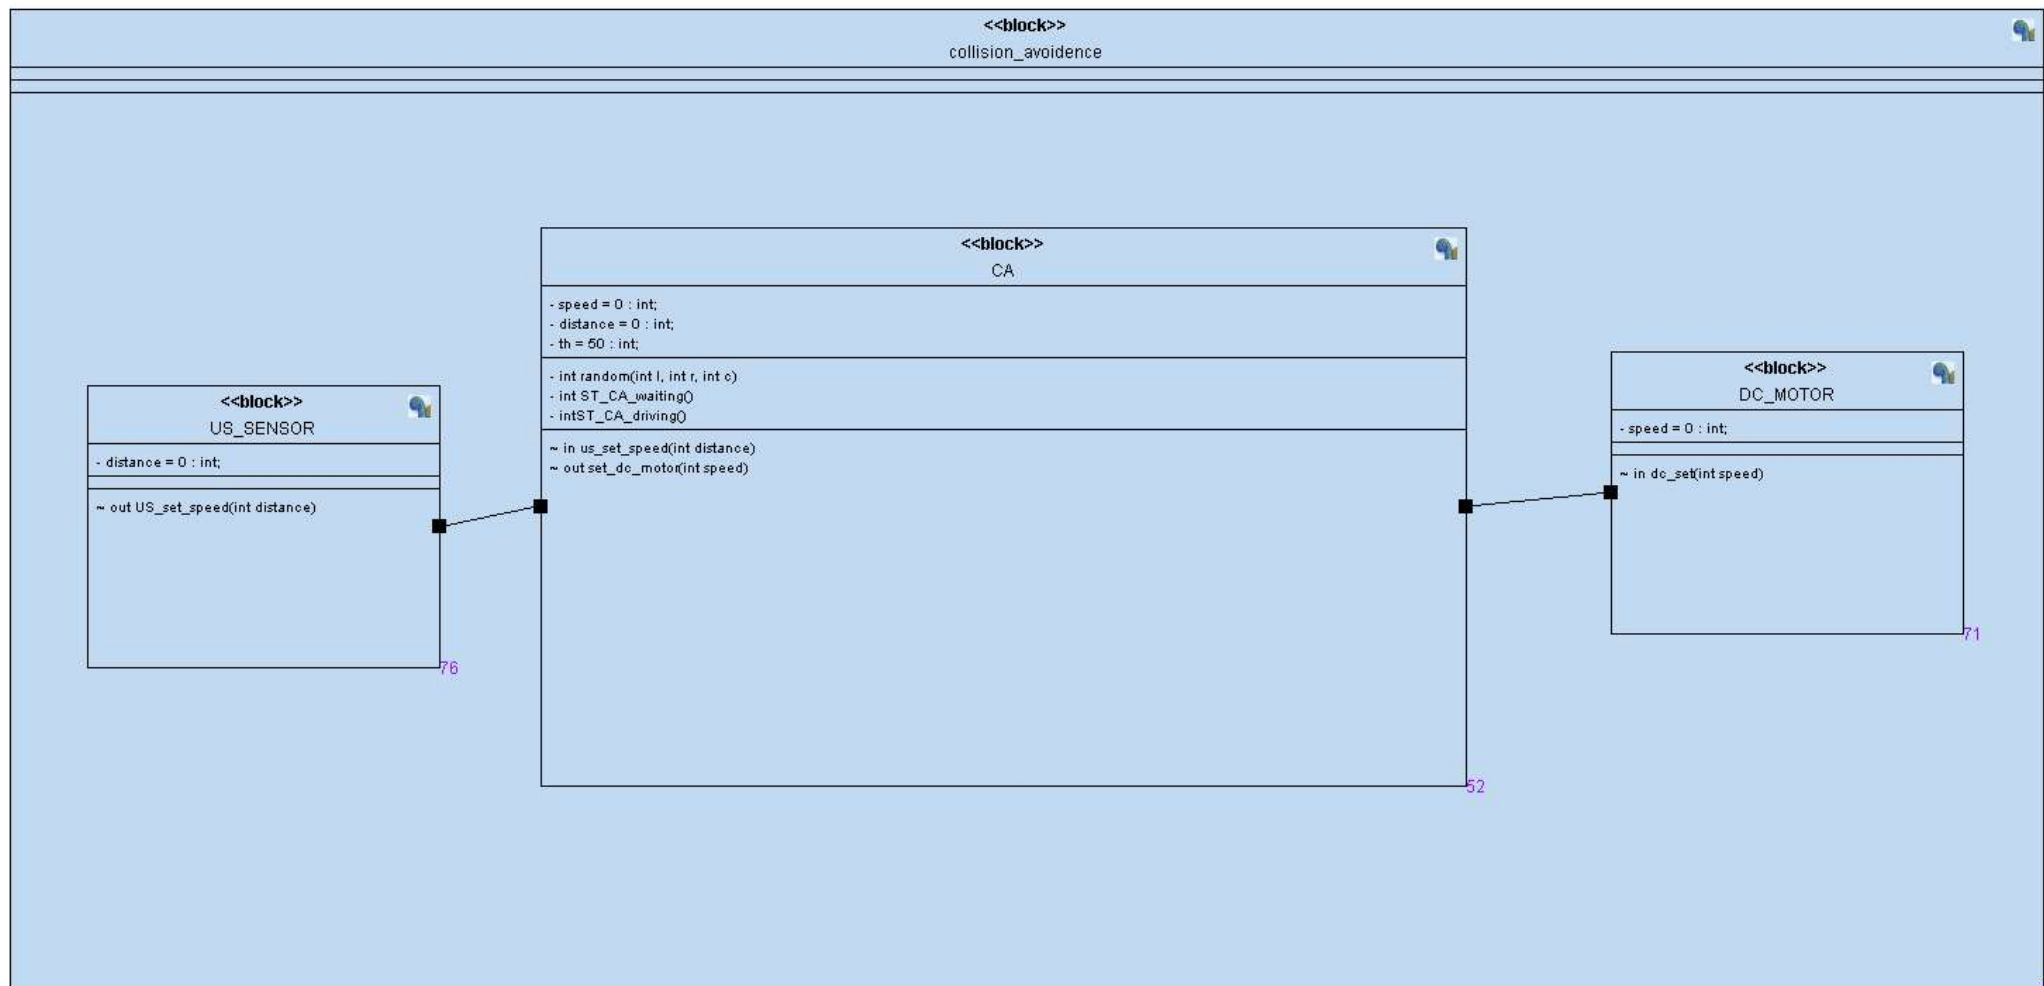 <<block>>
collision_avoidence
<<block>>
US_SENSOR
- distance = 0 : int;
~ out US_set_speed(int distance)
76
<<block>>
CA
- speed = 0 : int;
- distance = 0 : int;
- th = 50 : int;
- int random(int l, int r, int c)
- int ST_CA_waiting()
- intST_CA_driving()
~ in us_set_speed(int distance)
~ out set_dc_motor(int speed)
52
<<block>>
DC_MOTOR
- speed = 0 : int;
~ in dc_set(int speed)
71